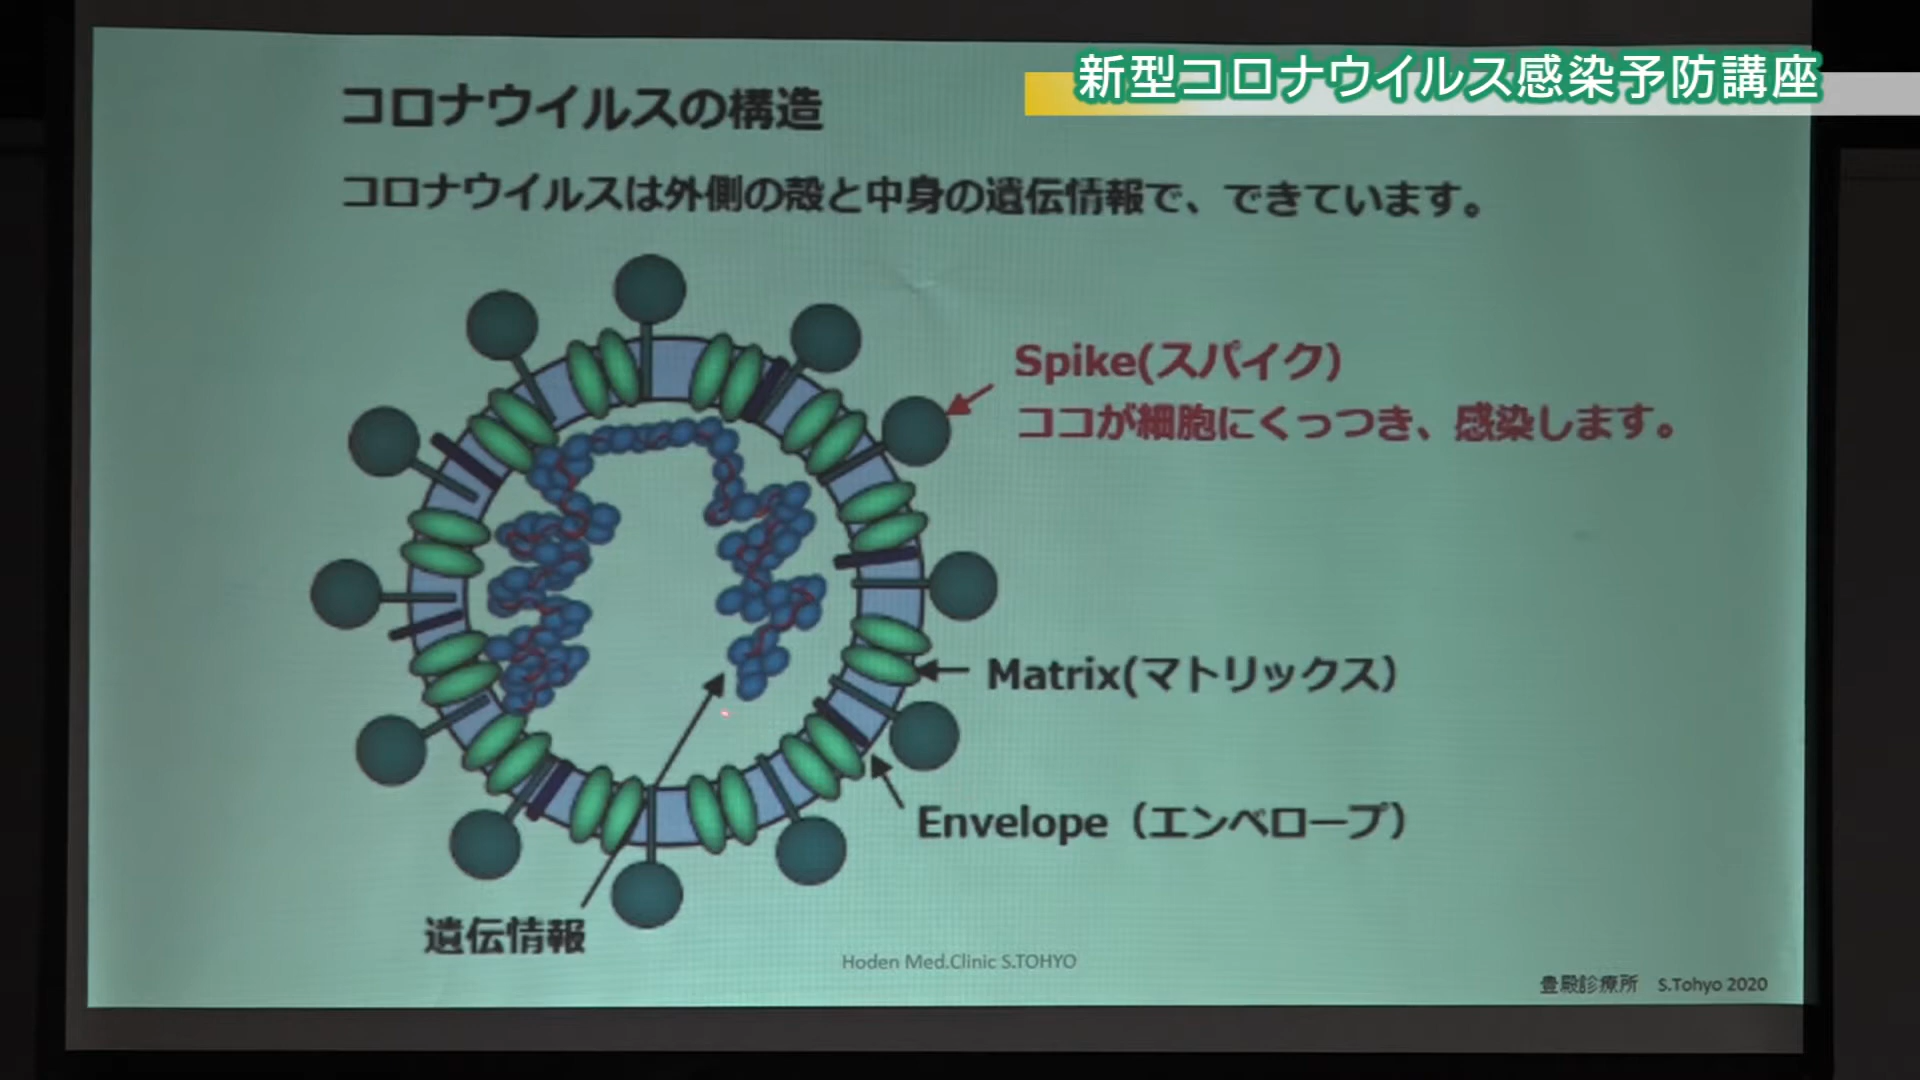 新型コロナウイルス感染予防講座
コロナウイルスの構造
コロナウイルスは外側の殻と中身の遺伝情報で、できています。
Spike(スパイク)
ココが細胞にくっつき、感染します。
Matrix(マトリックス)
Envelope（エンベロープ）
遺伝情報
Hoden Med.Clinic S.TOHYO
豊殿診療所 S.Tohyo 2020